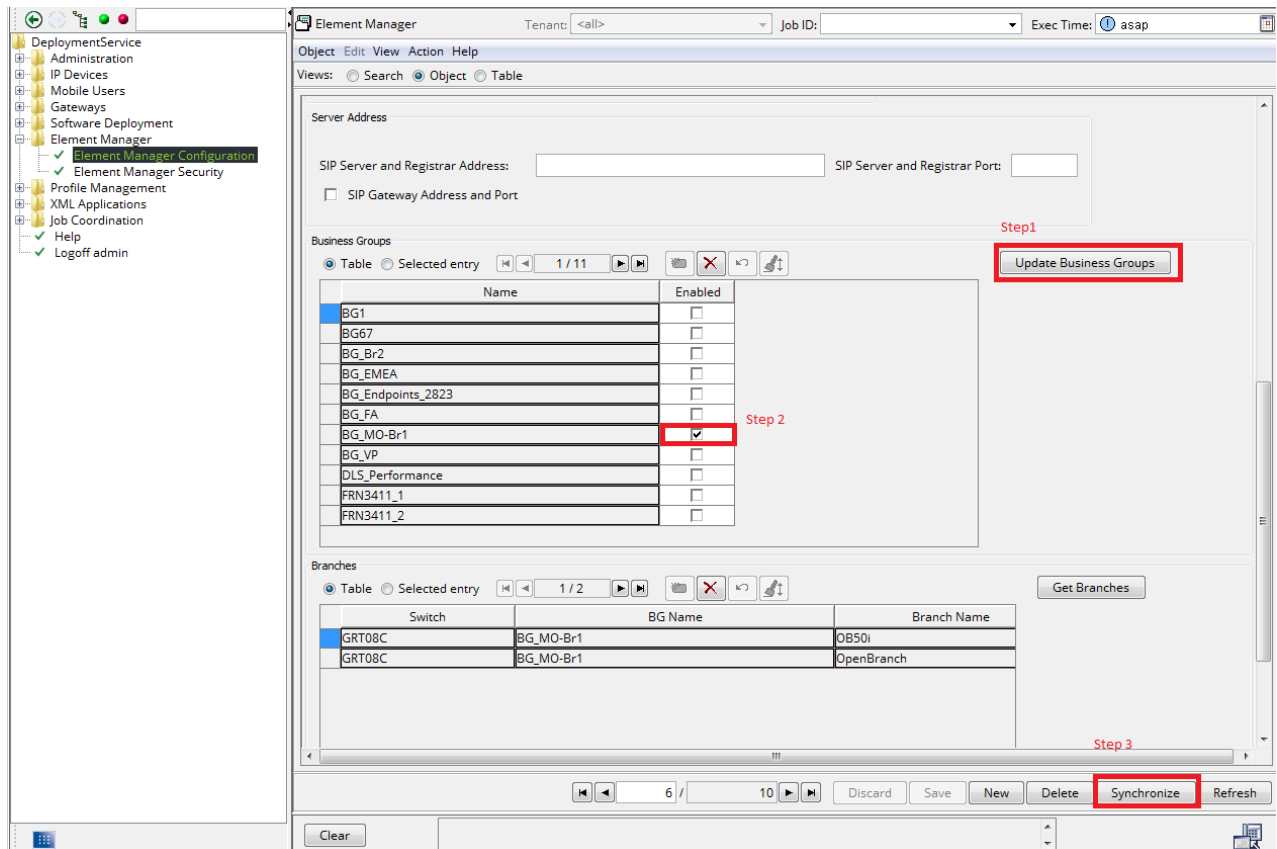 DeploymentService
Administration
IP Devices
Mobile Users
Gateways
Software Deployment
Element Manager
Element Manager Configuration
Element Manager Security
Profile Management
XML Applications
Job Coordination
Help
Logoff admin
Element Manager Tenant: <all> Job ID: Exec Time: asap
Object Edit View Action Help
Views: Search Object Table
Server Address
SIP Server and Registrar Address: SIP Server and Registrar Port:
SIP Gateway Address and Port
Step1
Business Groups
Table Selected entry 1 / 11 Update Business Groups
Name Enabled
BG1
BG67
BG_Br2
BG_EMEA
BG_Endpoints_2823
BG_FA
Step 2
BG_MO-Br1
BG_VP
DLS_Performance
FRN3411_1
FRN3411_2
Branches
Table Selected entry 1 / 2 Get Branches
Switch BG Name Branch Name
GRT08C BG_MO-Br1 OB50i
GRT08C BG_MO-Br1 OpenBranch
Step 3
6 / 10 Discard Save New Delete Synchronize Refresh
Clear